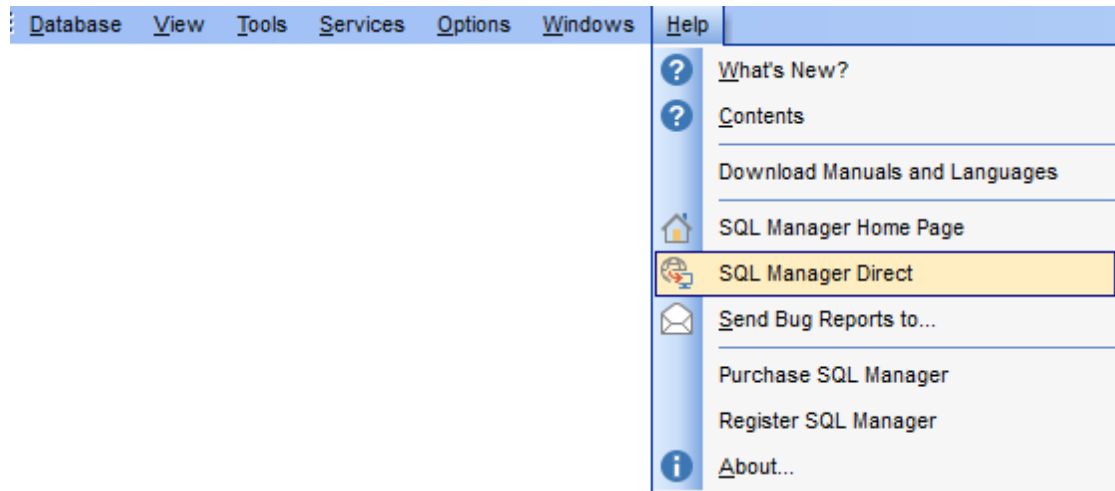 Database View Tools Services Options Windows Help
What's New?
Contents
Download Manuals and Languages
SQL Manager Home Page
SQL Manager Direct
Send Bug Reports to...
Purchase SQL Manager
Register SQL Manager
About...